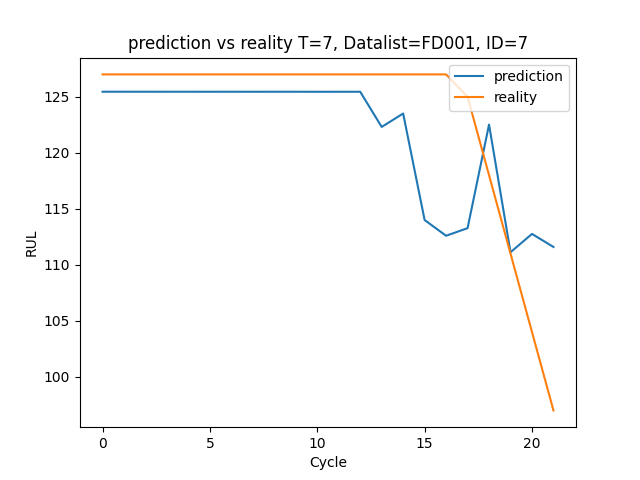 prediction vs reality T=7, Datalist=FD001, ID=7
prediction
reality
125
120
115
110
105
100
RUL
0 5 10 15 20
Cycle